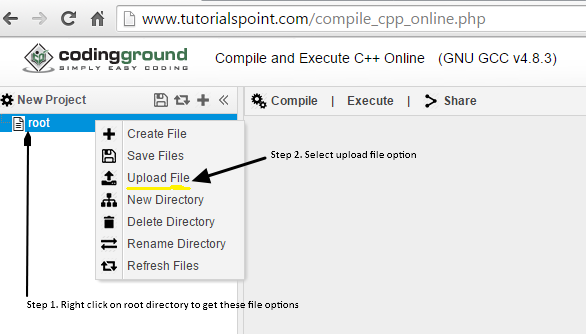 www.tutorialspoint.com/compile_cpp_online.php
codingground
SIMPLY EASY CODING
Compile and Execute C++ Online (GNU GCC v4.8.3)
New Project
Compile | Execute | Share
root
Create File
Save Files
Upload File
New Directory
Delete Directory
Rename Directory
Refresh Files
Step 2. Select upload file option
Step 1. Right click on root directory to get these file options